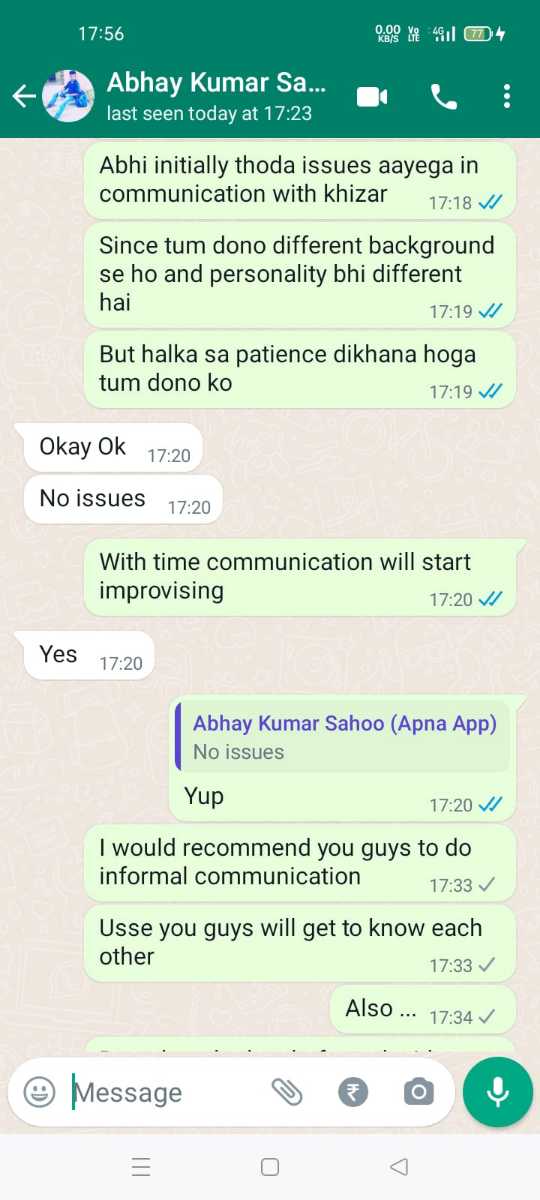 17:56
0.00 KB/S Vo LTE 4G 77
Abhay Kumar Sa...
last seen today at 17:23
Abhi initially thoda issues aayega in
communication with khizar 17:18
Since tum dono different background
se ho and personality bhi different
hai 17:19
But halka sa patience dikhana hoga
tum dono ko 17:19
Okay Ok 17:20
No issues 17:20
With time communication will start
improvising 17:20
Yes 17:20
Abhay Kumar Sahoo (Apna App)
No issues
Yup 17:20
I would recommend you guys to do
informal communication 17:33
Usse you guys will get to know each
other 17:33
Also ... 17:34
Message
₹